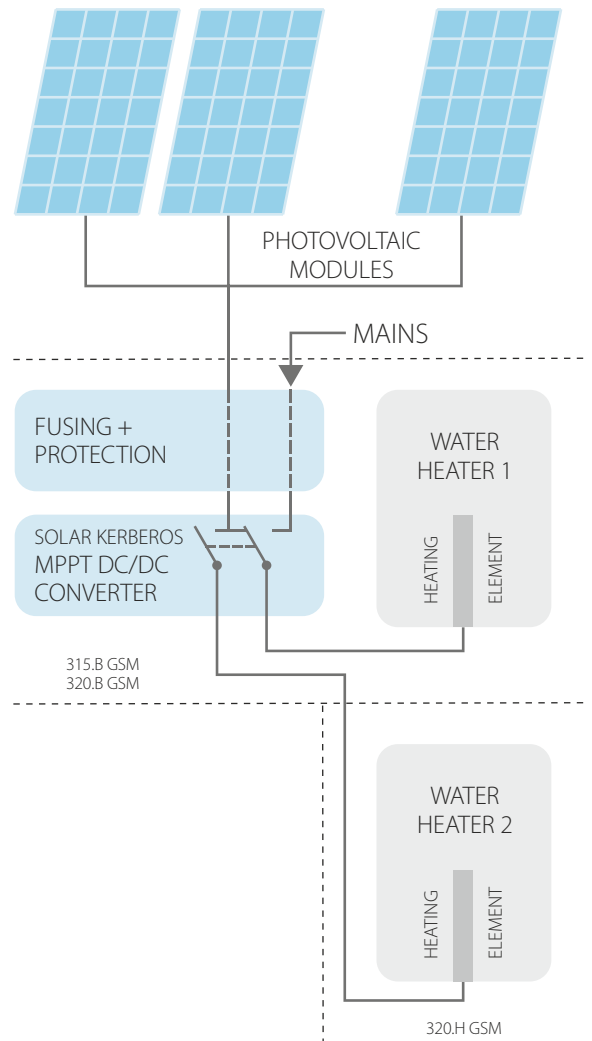 PHOTOVOLTAIC
MODULES
MAINS
FUSING +
PROTECTION
WATER
HEATER 1
HEATING
ELEMENT
SOLAR KERBEROS
MPPT DC/DC
CONVERTER
315.B GSM
320.B GSM
WATER
HEATER 2
HEATING
ELEMENT
320.H GSM